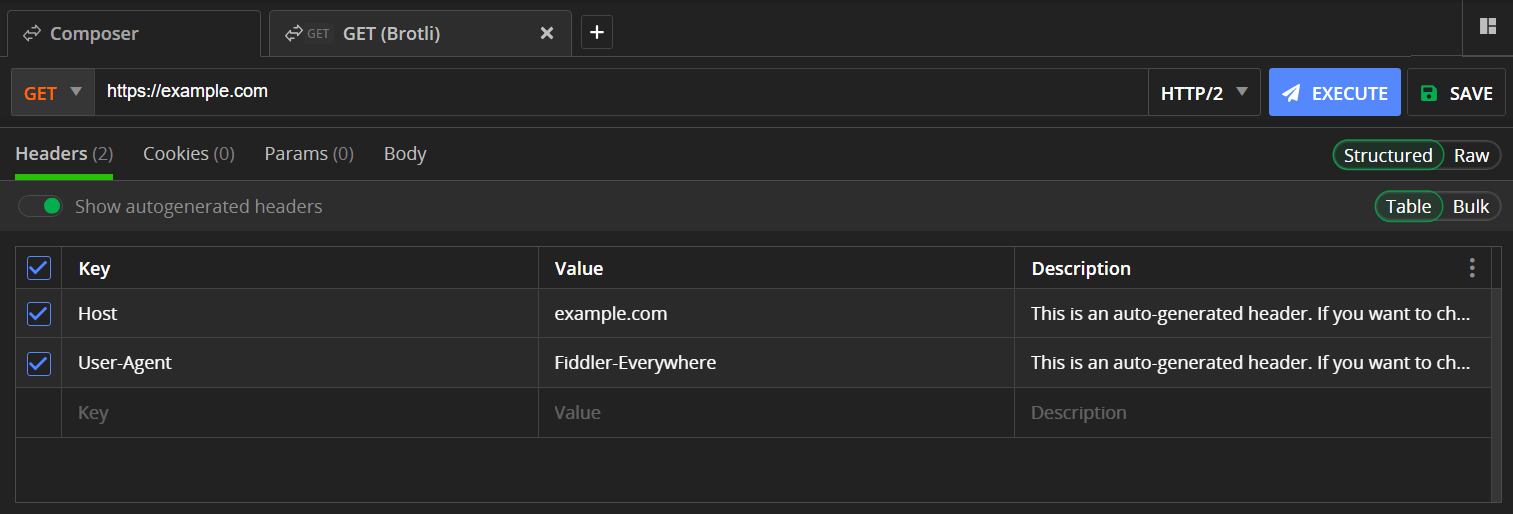 Composer GET GET (Brotli)
GET https://example.com HTTP/2 EXECUTE SAVE
Headers (2) Cookies (0) Params (0) Body Structured Raw
Show autogenerated headers Table Bulk
Key Value Description
Host example.com This is an auto-generated header. If you want to ch...
User-Agent Fiddler-Everywhere This is an auto-generated header. If you want to ch...
Key Value Description